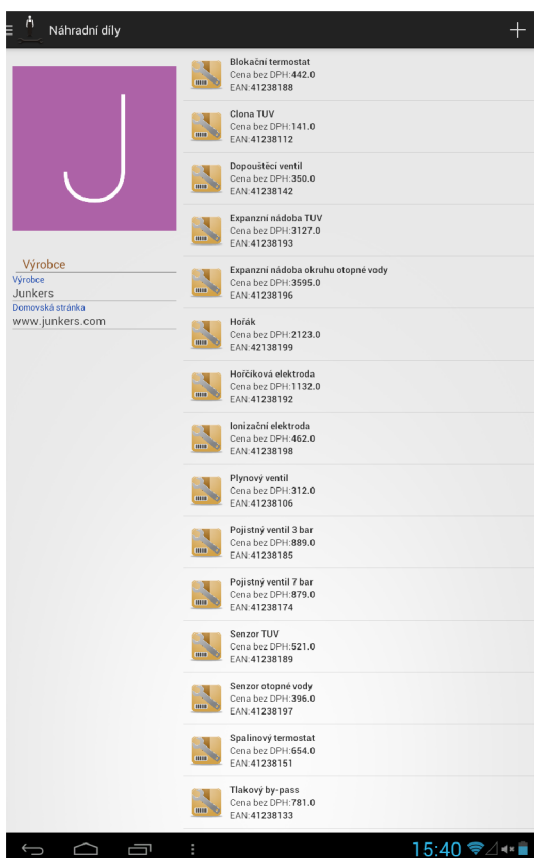 Náhradní díly
J
Výrobce
Výrobce
Junkers
Domovská stránka
www.junkers.com
Blokační termostat
Cena bez DPH:442.0
EAN:41238188
Clona TUV
Cena bez DPH:141.0
EAN:41238112
Dopouštěcí ventil
Cena bez DPH:350.0
EAN:41238142
Expanzní nádoba TUV
Cena bez DPH:3127.0
EAN:41238193
Expanzní nádoba okruhu otopné vody
Cena bez DPH:3595.0
EAN:41238196
Hořák
Cena bez DPH:2123.0
EAN:42138199
Hořčíková elektroda
Cena bez DPH:1132.0
EAN:41238192
Ionizační elektroda
Cena bez DPH:462.0
EAN:41238198
Plynový ventil
Cena bez DPH:312.0
EAN:41238106
Pojistný ventil 3 bar
Cena bez DPH:889.0
EAN:41238185
Pojistný ventil 7 bar
Cena bez DPH:879.0
EAN:41238174
Senzor TUV
Cena bez DPH:521.0
EAN:41238189
Senzor otopné vody
Cena bez DPH:396.0
EAN:41238197
Spalinový termostat
Cena bez DPH:654.0
EAN:41238151
Tlakový by-pass
Cena bez DPH:781.0
EAN:41238133
15:40